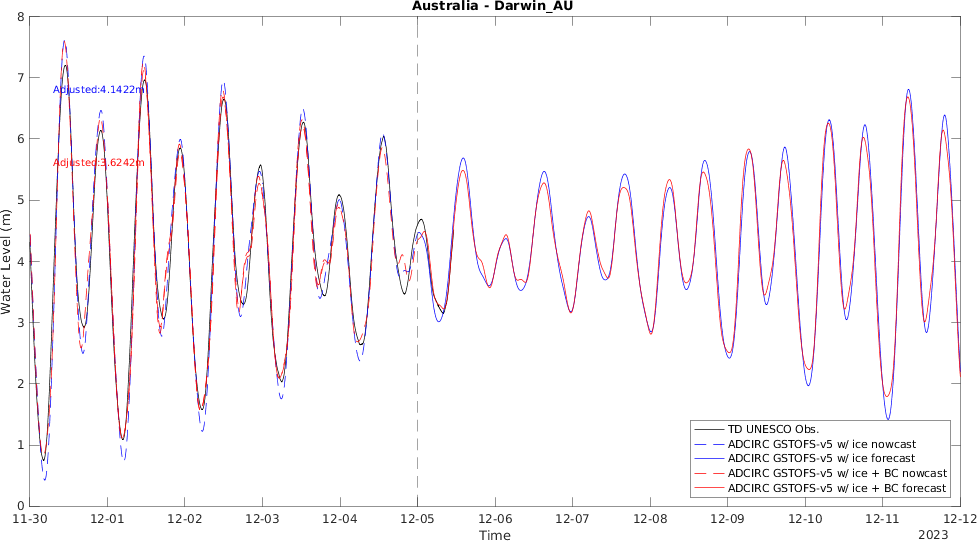 Australia - Darwin_AU
Water Level (m)
8
7
6
5
4
3
2
1
0
Adjusted:4.1422m
Adjusted:3.6242m
TD UNESCO Obs.
ADCIRC GSTOFS-v5 w/ ice nowcast
ADCIRC GSTOFS-v5 w/ ice forecast
ADCIRC GSTOFS-v5 w/ ice + BC nowcast
ADCIRC GSTOFS-v5 w/ ice + BC forecast
11-30 12-01 12-02 12-03 12-04 12-05 12-06 12-07 12-08 12-09 12-10 12-11 12-12
Time
2023